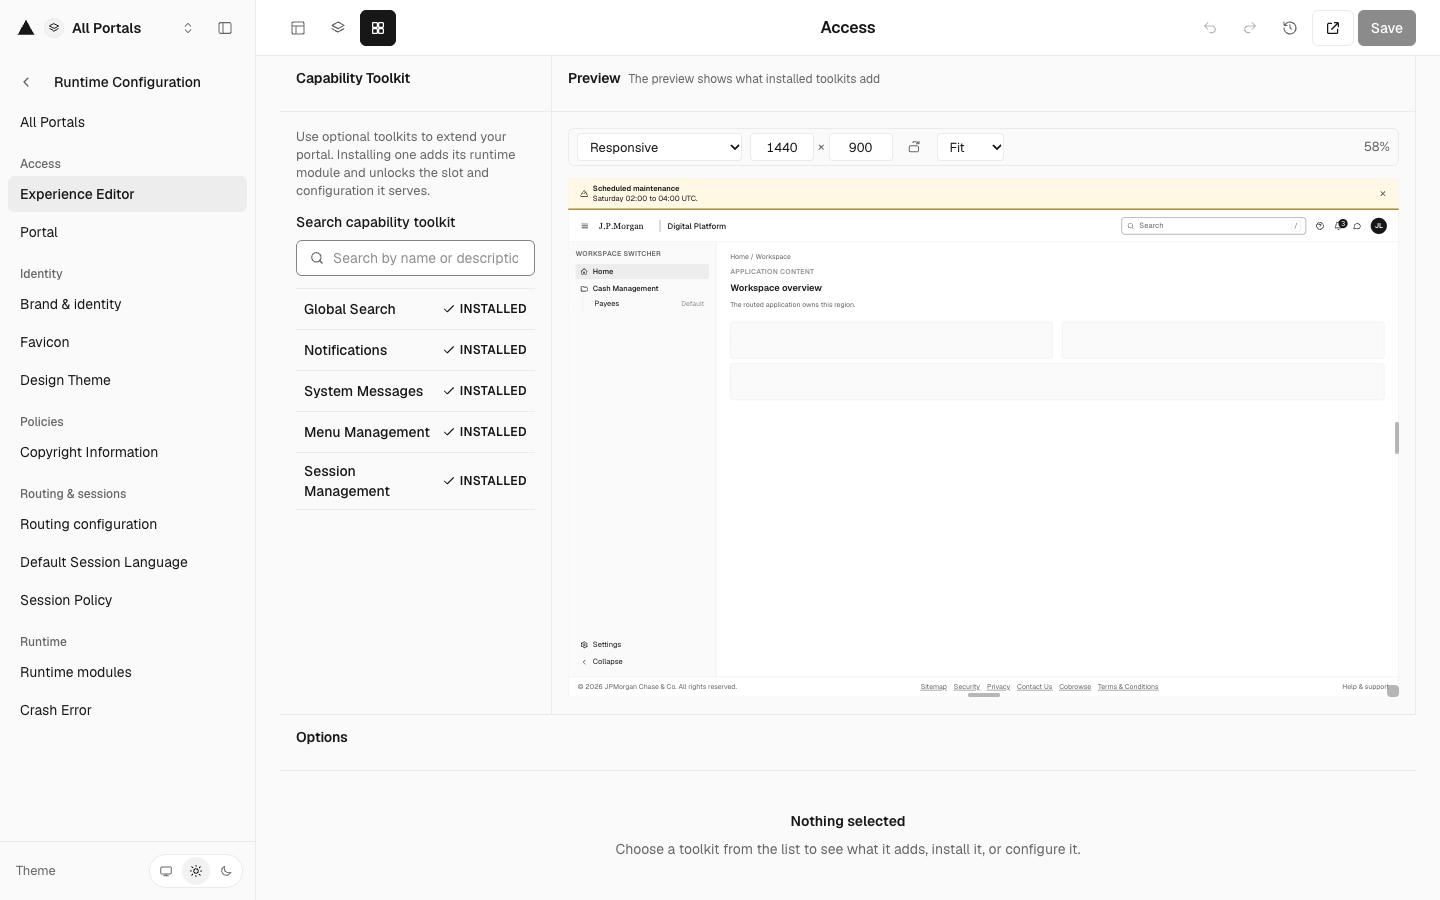 All Portals
Access
Save
Runtime Configuration
All Portals
Access
Experience Editor
Portal
Identity
Brand & identity
Favicon
Design Theme
Policies
Copyright Information
Routing & sessions
Routing configuration
Default Session Language
Session Policy
Runtime
Runtime modules
Crash Error
Theme
Capability Toolkit
Use optional toolkits to extend your
portal. Installing one adds its runtime
module and unlocks the slot and
configuration it serves.
Search capability toolkit
Search by name or descriptic
Global Search INSTALLED
Notifications INSTALLED
System Messages INSTALLED
Menu Management INSTALLED
Session
Management INSTALLED
Preview The preview shows what installed toolkits add
Responsive 1440 × 900 Fit 58%
Scheduled maintenance
Saturday 02:00 to 04:00 UTC.
J.P.Morgan Digital Platform Search / 3 JL
WORKSPACE SWITCHER
Home
Cash Management
Payees Default
Settings
Collapse
Home / Workspace
APPLICATION CONTENT
Workspace overview
The routed application owns this region.
© 2026 JPMorgan Chase & Co. All rights reserved. Sitemap Security Privacy Contact Us Cobrowse Terms & Conditions Help & support
Options
Nothing selected
Choose a toolkit from the list to see what it adds, install it, or configure it.